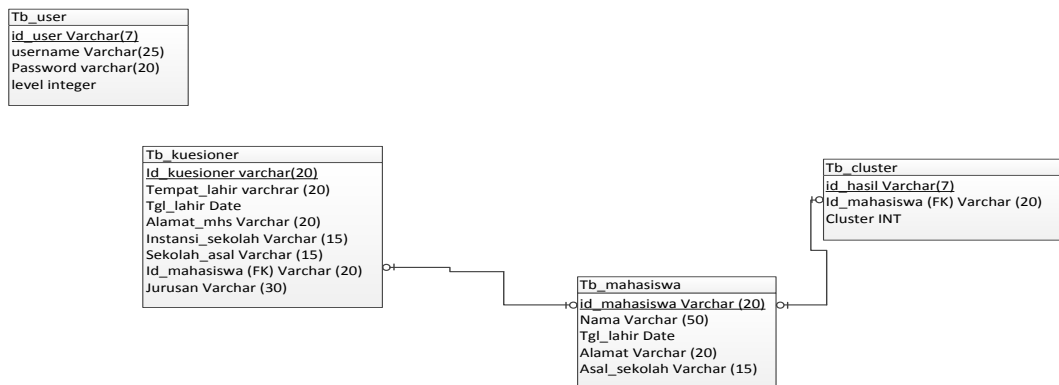 Tb_user
id_user Varchar(7)
username Varchar(25)
Password varchar(20)
level integer
Tb_kuesioner
Id_kuesioner varchar(20)
Tempat_lahir varchrar (20)
Tgl_lahir Date
Alamat_mhs Varchar (20)
Instansi_sekolah Varchar (15)
Sekolah_asal Varchar (15)
Id_mahasiswa (FK) Varchar (20)
Jurusan Varchar (30)
Tb_cluster
id_hasil Varchar(7)
Id_mahasiswa (FK) Varchar (20)
Cluster INT
Tb_mahasiswa
id_mahasiswa Varchar (20)
Nama Varchar (50)
Tgl_lahir Date
Alamat Varchar (20)
Asal_sekolah Varchar (15)